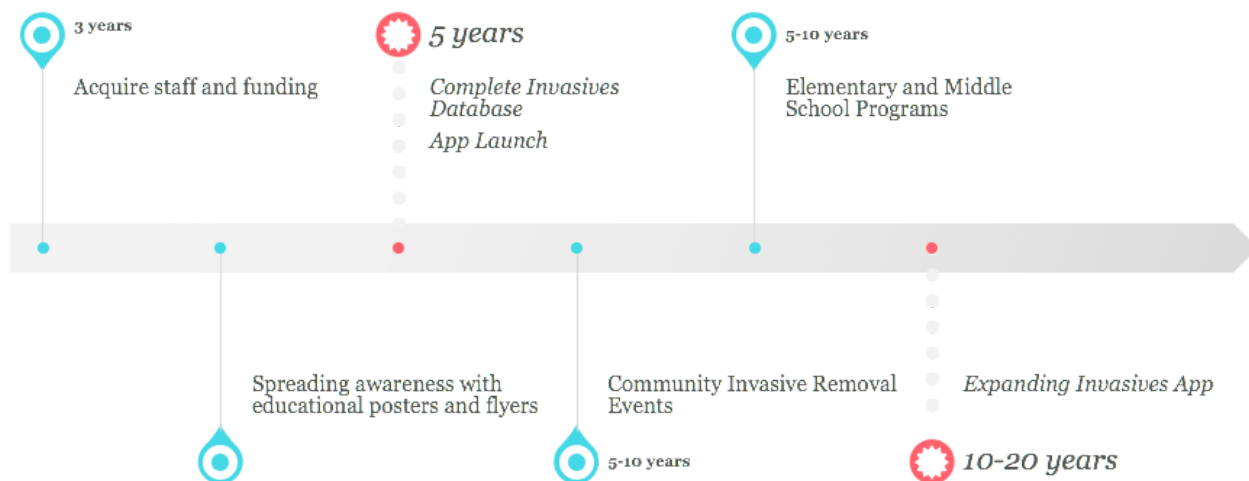 3 years
Acquire staff and funding
5 years
Complete Invasives
Database
App Launch
5-10 years
Elementary and Middle
School Programs
Spreading awareness with
educational posters and flyers
Community Invasive Removal
Events
5-10 years
Expanding Invasives App
10-20 years